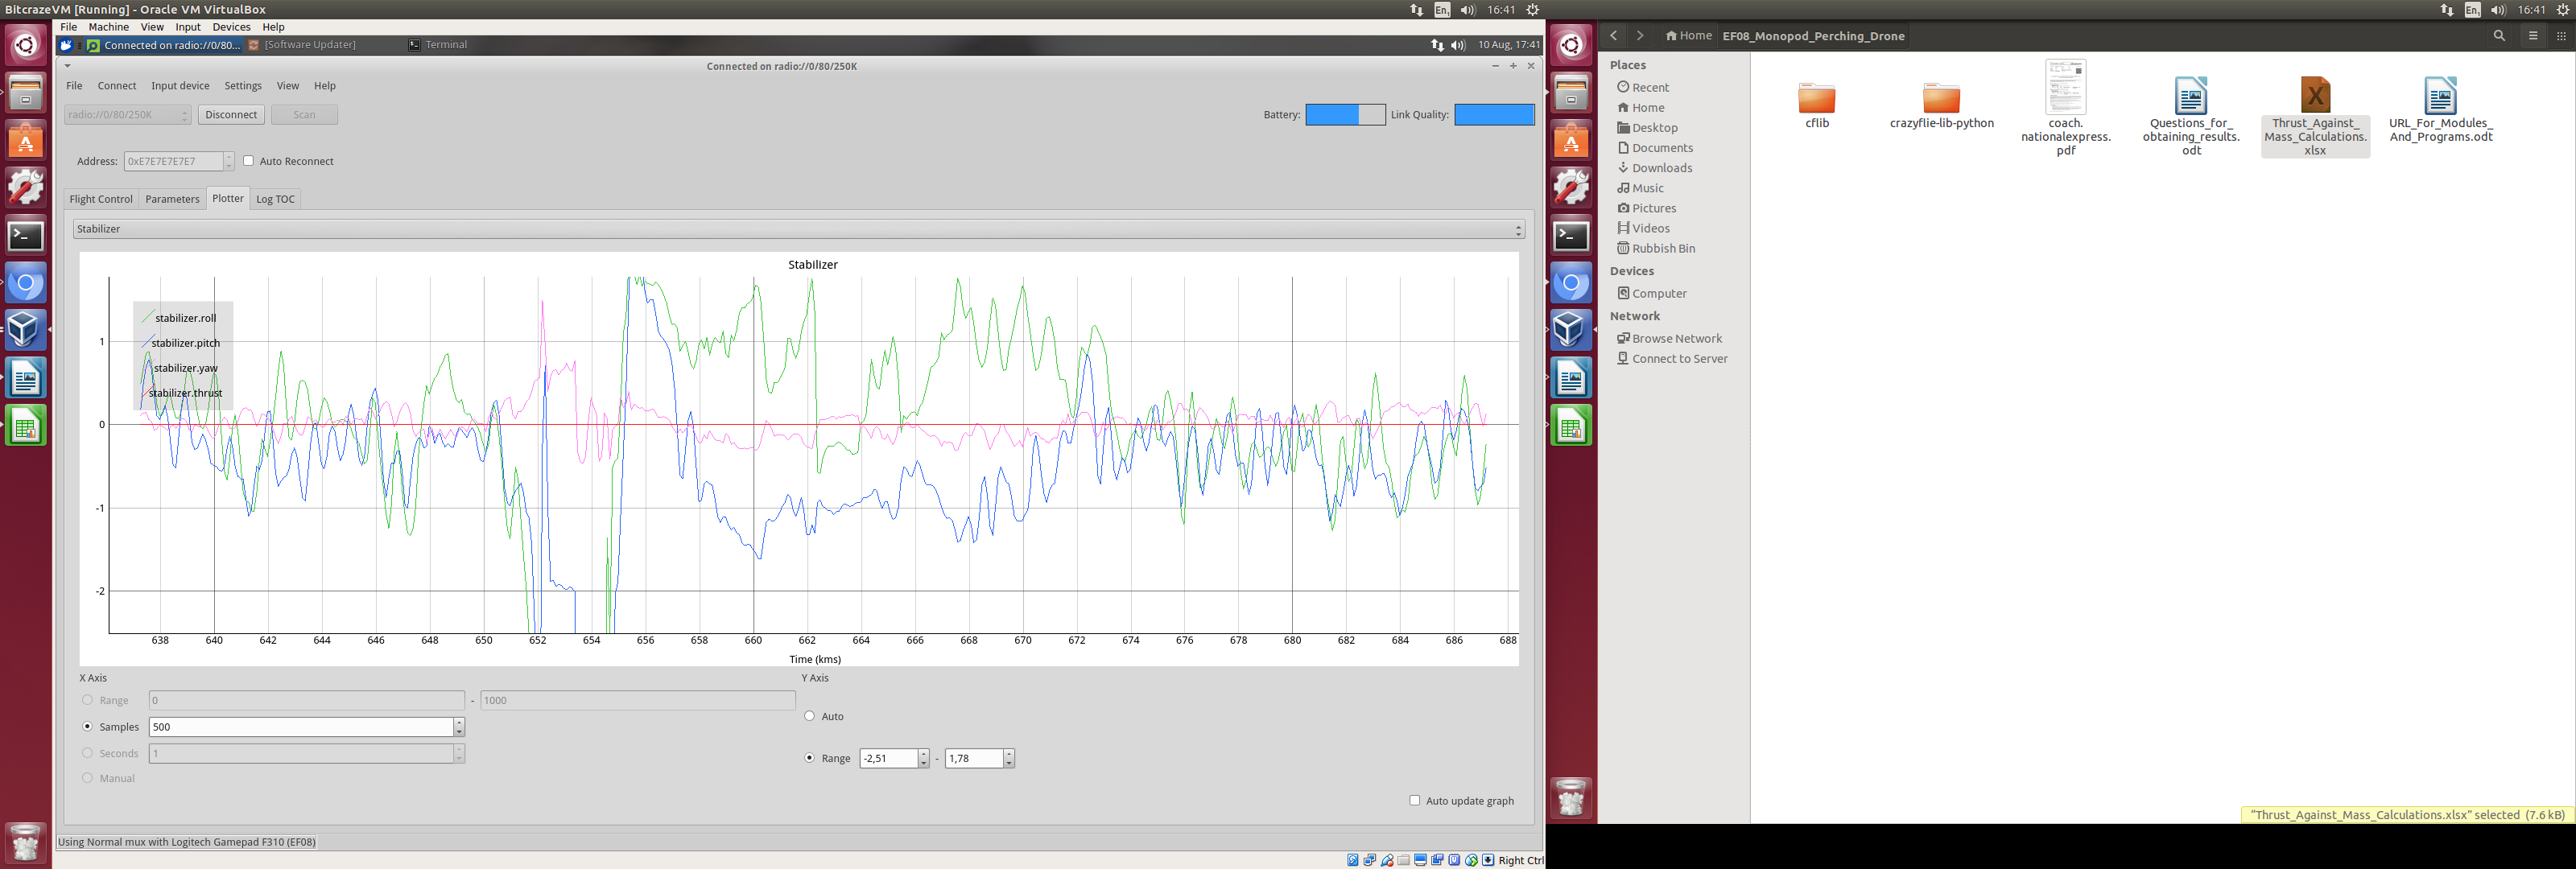 BitcrazeVM [Running] - Oracle VM VirtualBox
En 16:41
File Machine View Input Devices Help
Connected on radio://0/80... [Software Updater] Terminal 10 Aug, 17:41
Connected on radio://0/80/250K
File Connect Input device Settings View Help
radio://0/80/250K Disconnect Scan Battery: Link Quality:
Address: 0xE7E7E7E7E7 Auto Reconnect
Flight Control Parameters Plotter Log TOC
Stabilizer
Stabilizer
stabilizer.roll
stabilizer.pitch
stabilizer.yaw
stabilizer.thrust
1
0
-1
-2
638 640 642 644 646 648 650 652 654 656 658 660 662 664 666 668 670 672 674 676 678 680 682 684 686 688
Time (kms)
X Axis
Range 0 - 1000
Samples 500
Seconds 1
Manual
Y Axis
Auto
Range -2,51 - 1,78
Auto update graph
Using Normal mux with Logitech Gamepad F310 (EF08)
Right Ctrl
En 16:41
Home EF08_Monopod_Perching_Drone
Places
Recent
Home
Desktop
Documents
Downloads
Music
Pictures
Videos
Rubbish Bin
Devices
Computer
Network
Browse Network
Connect to Server
cflib
crazyflie-lib-python
coach.
nationalexpress.
pdf
Questions_for_
obtaining_results.
odt
Thrust_Against_
Mass_Calculations.
xlsx
URL_For_Modules_
And_Programs.odt
"Thrust_Against_Mass_Calculations.xlsx" selected (7.6 kB)